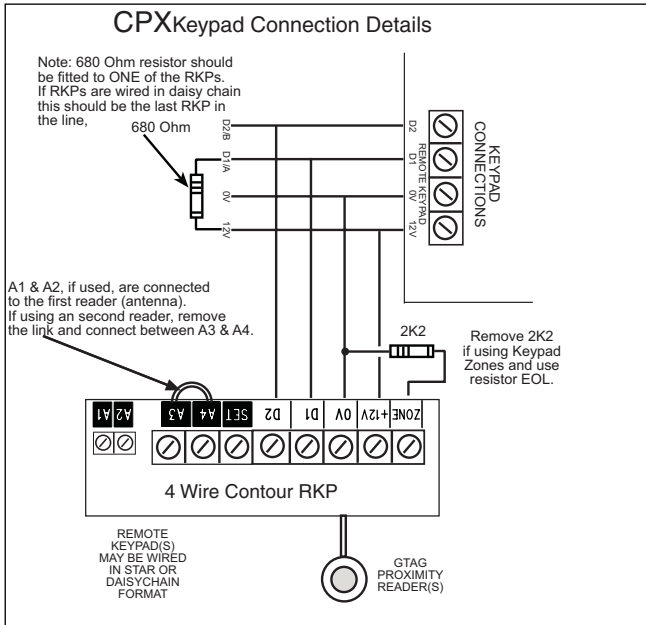 CPX Keypad Connection Details
Note: 680 Ohm resistor should
be fitted to ONE of the RKPs.
If RKPs are wired in daisy chain
this should be the last RKP in
the line,
680 Ohm
D2/B
D1/A
0V
12V
D2
D1
0V
12V
REMOTE KEYPAD
KEYPAD
CONNECTIONS
A1 & A2, if used, are connected
to the first reader (antenna).
If using an second reader, remove
the link and connect between A3 & A4.
2K2
Remove 2K2
if using Keypad
Zones and use
resistor EOL.
A1 A2 A3 A4 SET D2 D1 0V +12V ZONE
4 Wire Contour RKP
REMOTE
KEYPAD(S)
MAY BE WIRED
IN STAR OR
DAISYCHAIN
FORMAT
GTAG
PROXIMITY
READER(S)